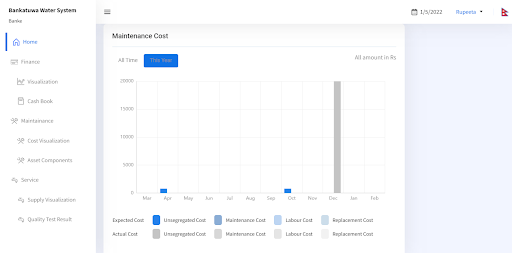 Bankatuwa Water System
Banke
1/5/2022
Rupeeta
Home
Finance
Visualization
Cash Book
Maintainance
Cost Visualization
Asset Components
Service
Supply Visualization
Quality Test Result
Maintenance Cost
All Time
This Year
All amount in Rs
20000
15000
10000
5000
0
Mar Apr May Jun Jul Aug Sep Oct Nov Dec Jan Feb
Expected Cost Unsegregated Cost Maintenance Cost Labour Cost Replacement Cost
Actual Cost Unsegregated Cost Maintenance Cost Labour Cost Replacement Cost